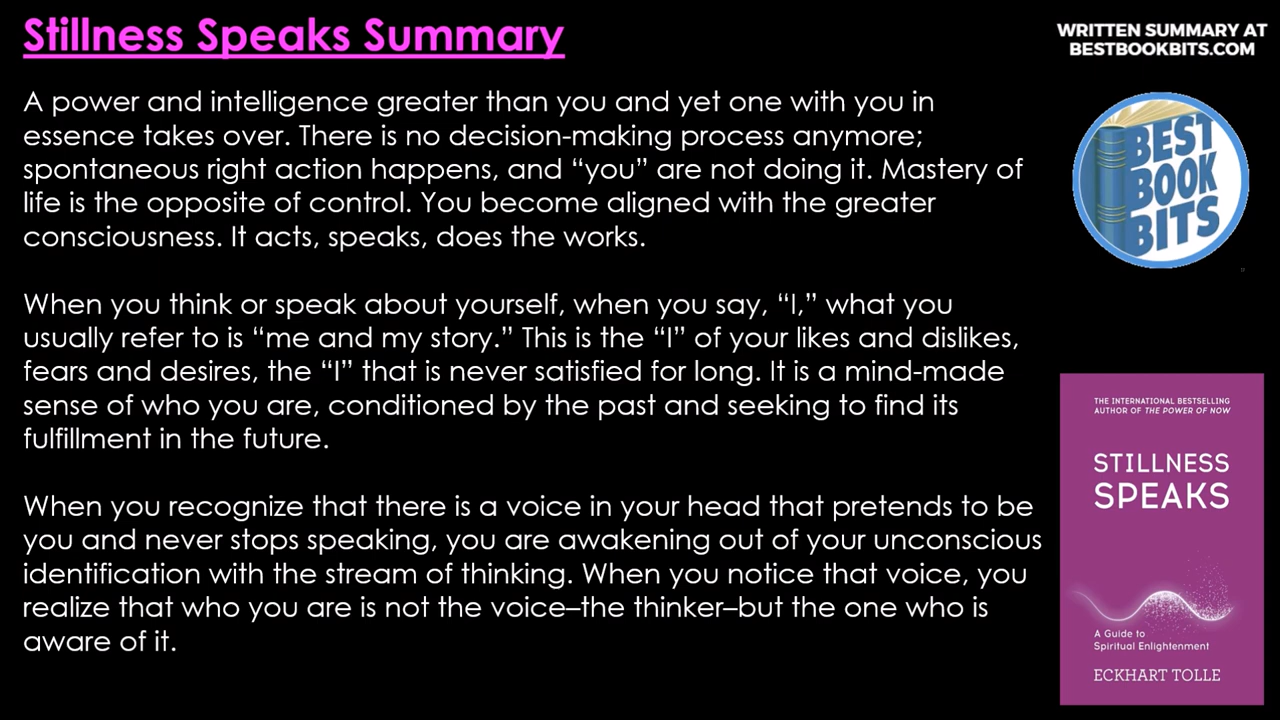 Stillness Speaks Summary
WRITTEN SUMMARY AT
BESTBOOKBITS.COM
A power and intelligence greater than you and yet one with you in
essence takes over. There is no decision-making process anymore;
spontaneous right action happens, and “you” are not doing it. Mastery of
life is the opposite of control. You become aligned with the greater
consciousness. It acts, speaks, does the works.
When you think or speak about yourself, when you say, “I,” what you
usually refer to is “me and my story.” This is the “I” of your likes and dislikes,
fears and desires, the “I” that is never satisfied for long. It is a mind-made
sense of who you are, conditioned by the past and seeking to find its
fulfillment in the future.
When you recognize that there is a voice in your head that pretends to be
you and never stops speaking, you are awakening out of your unconscious
identification with the stream of thinking. When you notice that voice, you
realize that who you are is not the voice–the thinker–but the one who is
aware of it.
BEST
BOOK
BITS
THE INTERNATIONAL BESTSELLING
AUTHOR OF THE POWER OF NOW
STILLNESS
SPEAKS
A Guide to
Spiritual Enlightenment
ECKHART TOLLE